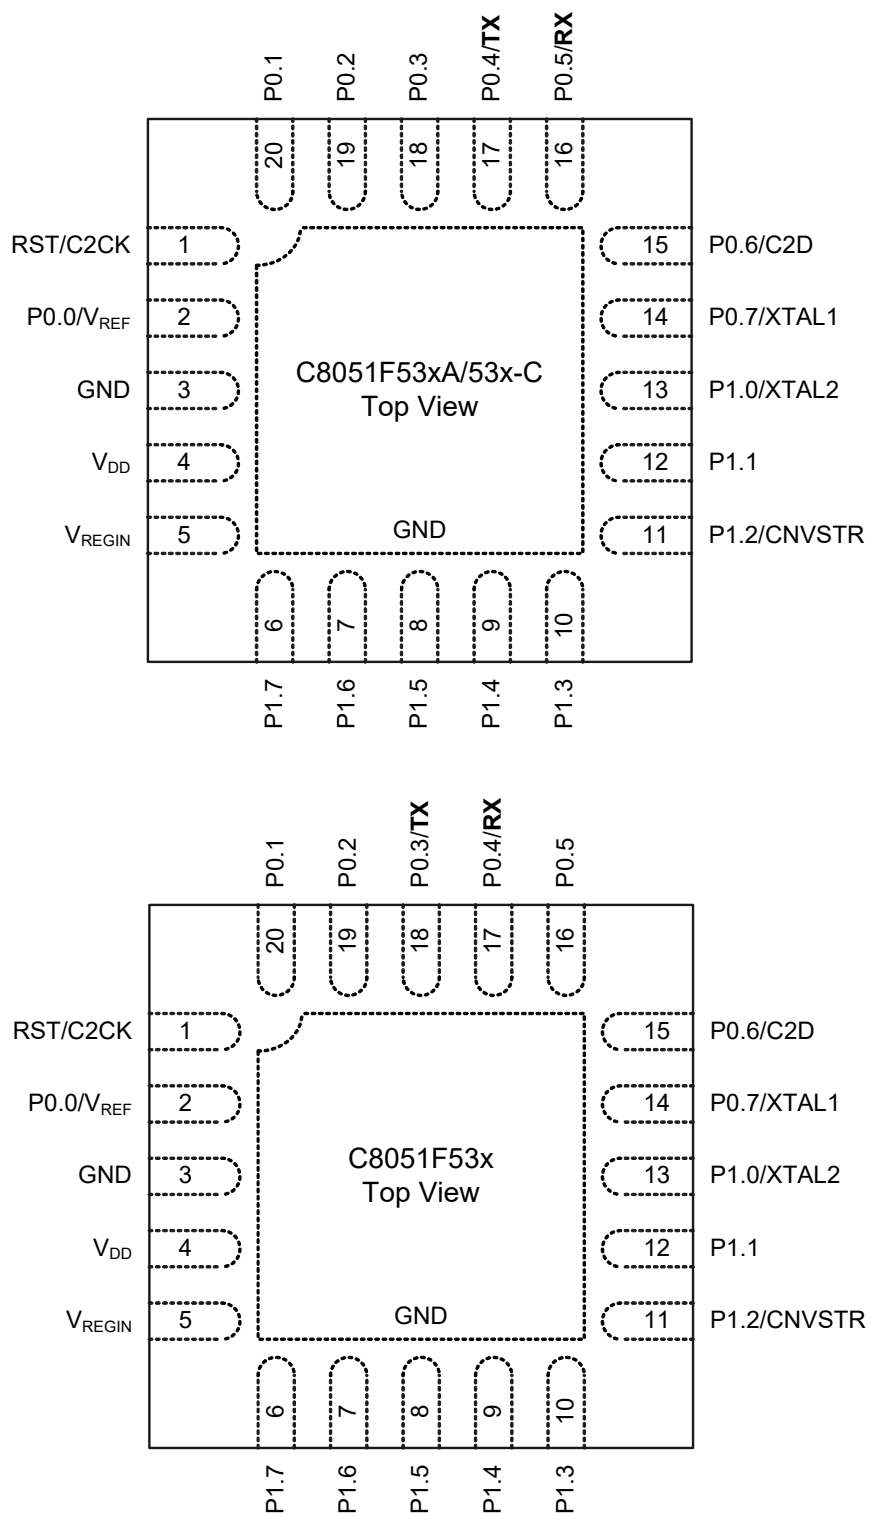 P0.1
P0.2
P0.3
P0.4/TX
P0.5/RX
20
19
18
17
16
RST/C2CK
1
15
P0.6/C2D
P0.0/VREF
2
14
P0.7/XTAL1
GND
3
13
P1.0/XTAL2
C8051F53xA/53x-C
Top View
VDD
4
12
P1.1
VREGIN
5
GND
11
P1.2/CNVSTR
6
7
8
9
10
P1.7
P1.6
P1.5
P1.4
P1.3
P0.1
P0.2
P0.3/TX
P0.4/RX
P0.5
20
19
18
17
16
RST/C2CK
1
15
P0.6/C2D
P0.0/VREF
2
14
P0.7/XTAL1
GND
3
13
P1.0/XTAL2
C8051F53x
Top View
VDD
4
12
P1.1
VREGIN
5
GND
11
P1.2/CNVSTR
6
7
8
9
10
P1.7
P1.6
P1.5
P1.4
P1.3